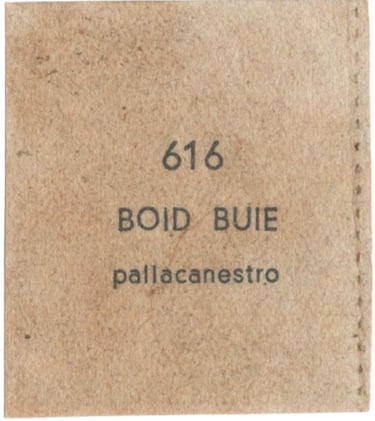 616
BOID BUIE
pallacanestro